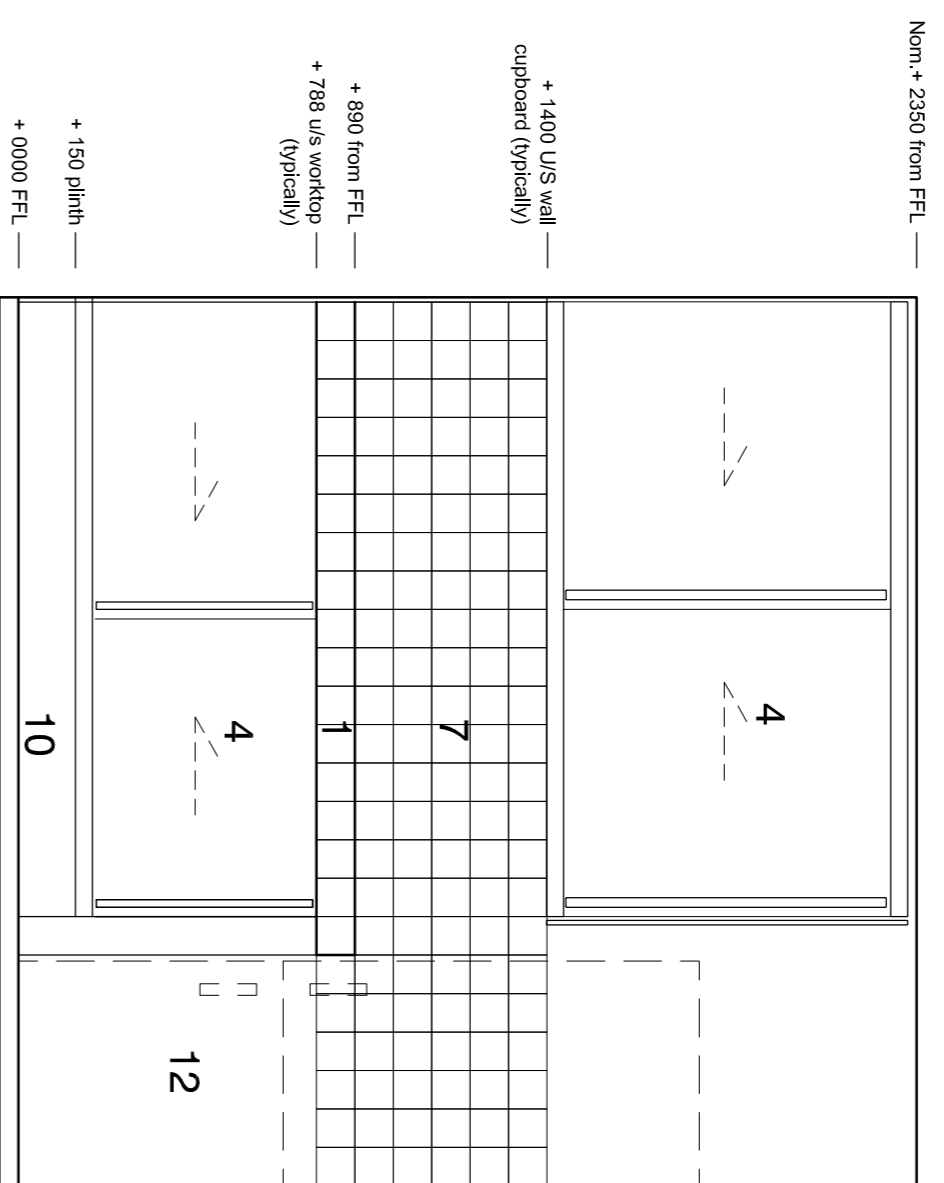 Nom.+ 2350 from FFL
+ 1400 U/S wall
cupboard (typically)
+ 890 from FFL
+ 788 u/s worktop
(typically)
+ 150 plinth
+ 0000 FFL
4
7
1
4
10
12